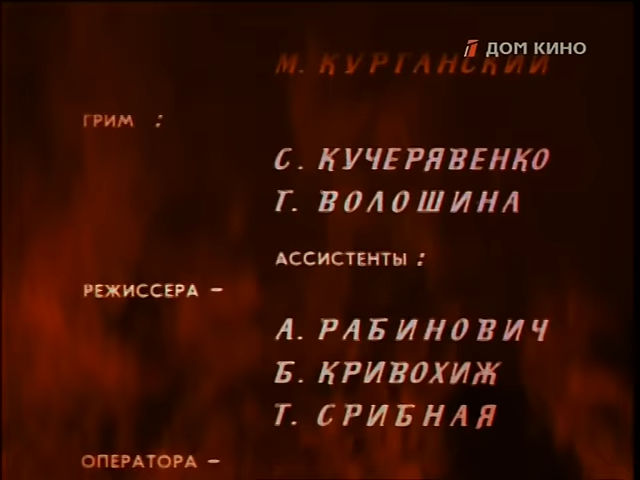 ДОМ КИНО
М. КУРГАНСКИЙ
ГРИМ :
С. КУЧЕРЯВЕНКО
Г. ВОЛОШИНА
АССИСТЕНТЫ :
РЕЖИССЕРА –
А. РАБИНОВИЧ
Б. КРИВОХИЖ
Т. СРИБНАЯ
ОПЕРАТОРА –